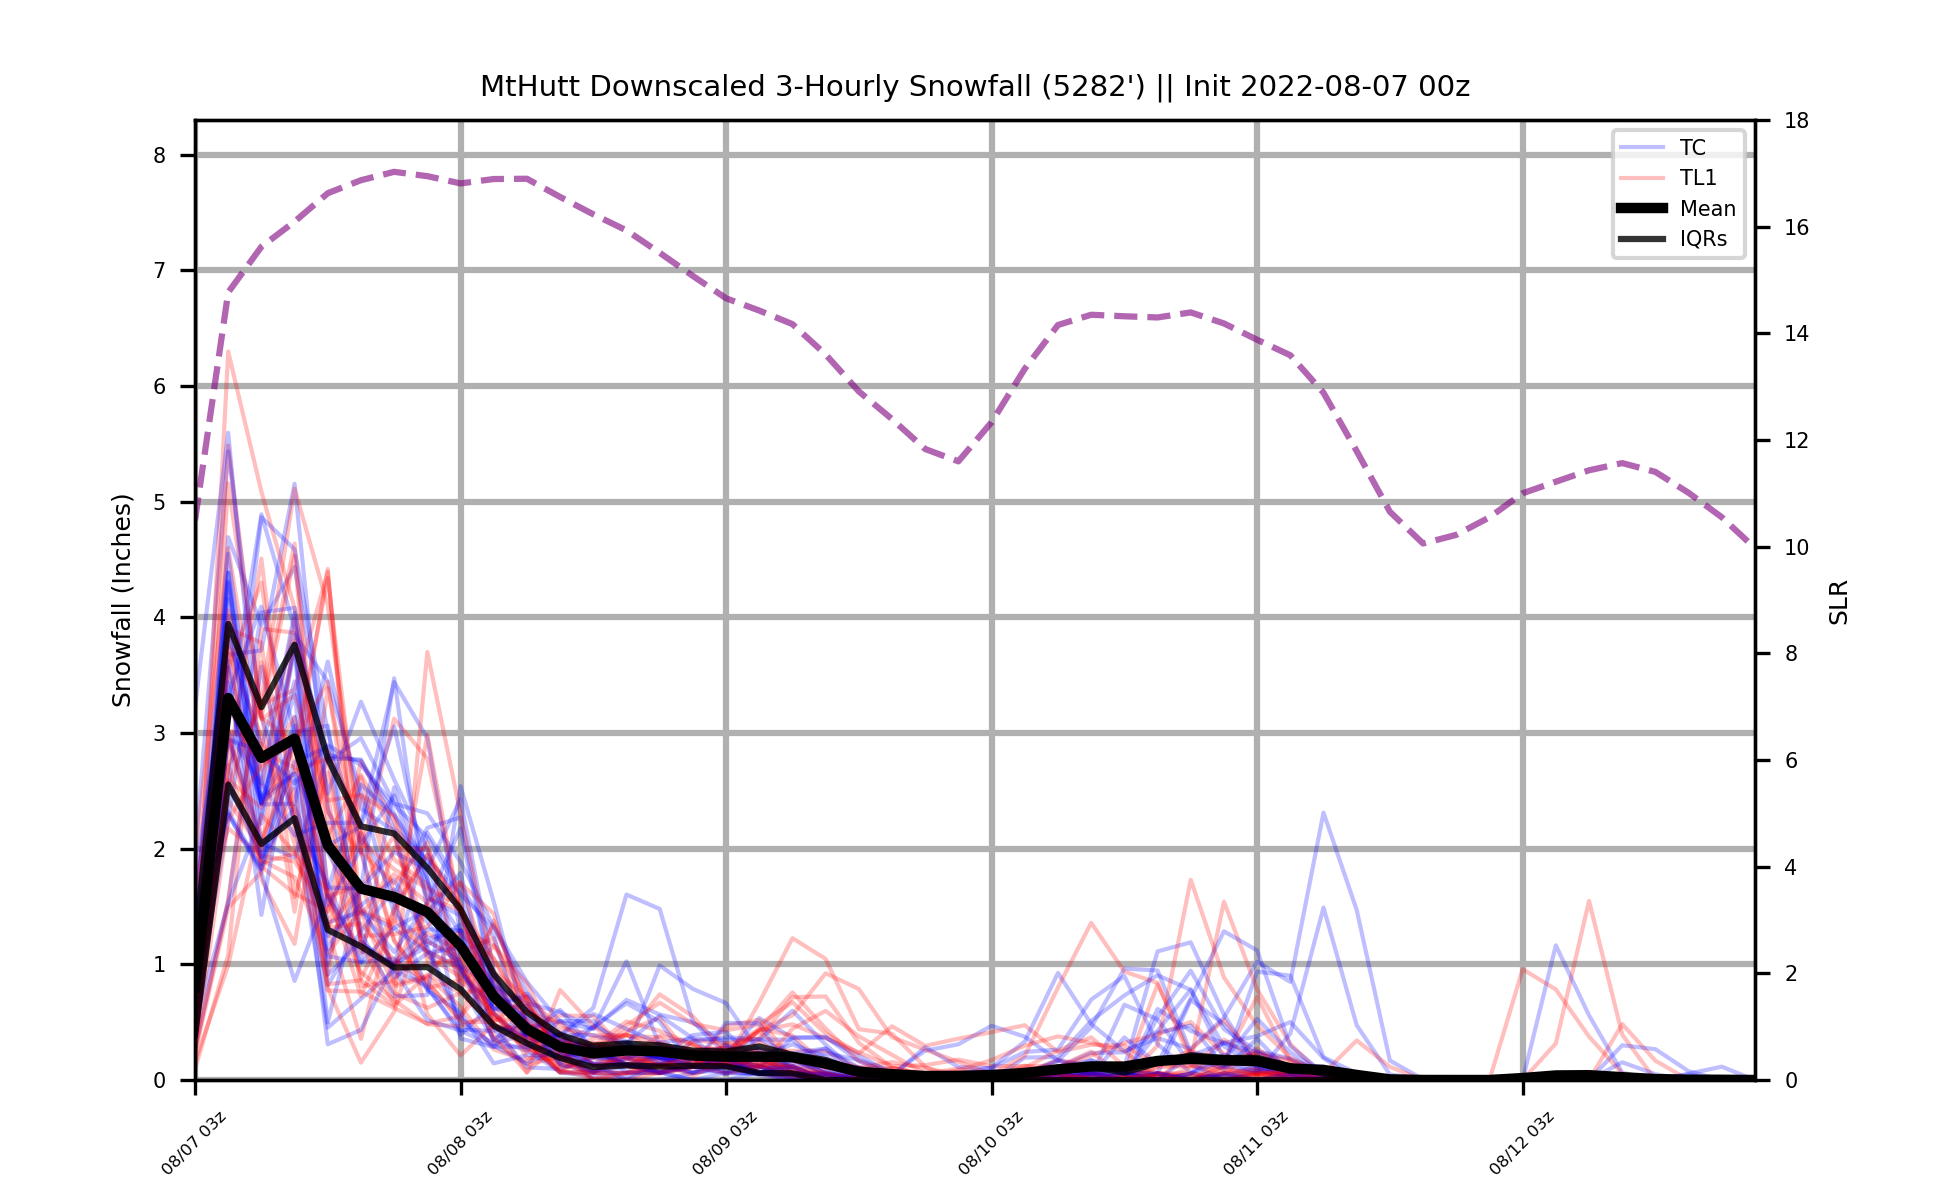 MtHutt Downscaled 3-Hourly Snowfall (5282') || Init 2022-08-07 00z
TC
TL1
Mean
IQRs
Snowfall (Inches)
8
7
6
5
4
3
2
1
0
18
16
14
12
10
8
6
4
2
0
SLR
08/07 03z
08/08 03z
08/09 03z
08/10 03z
08/11 03z
08/12 03z